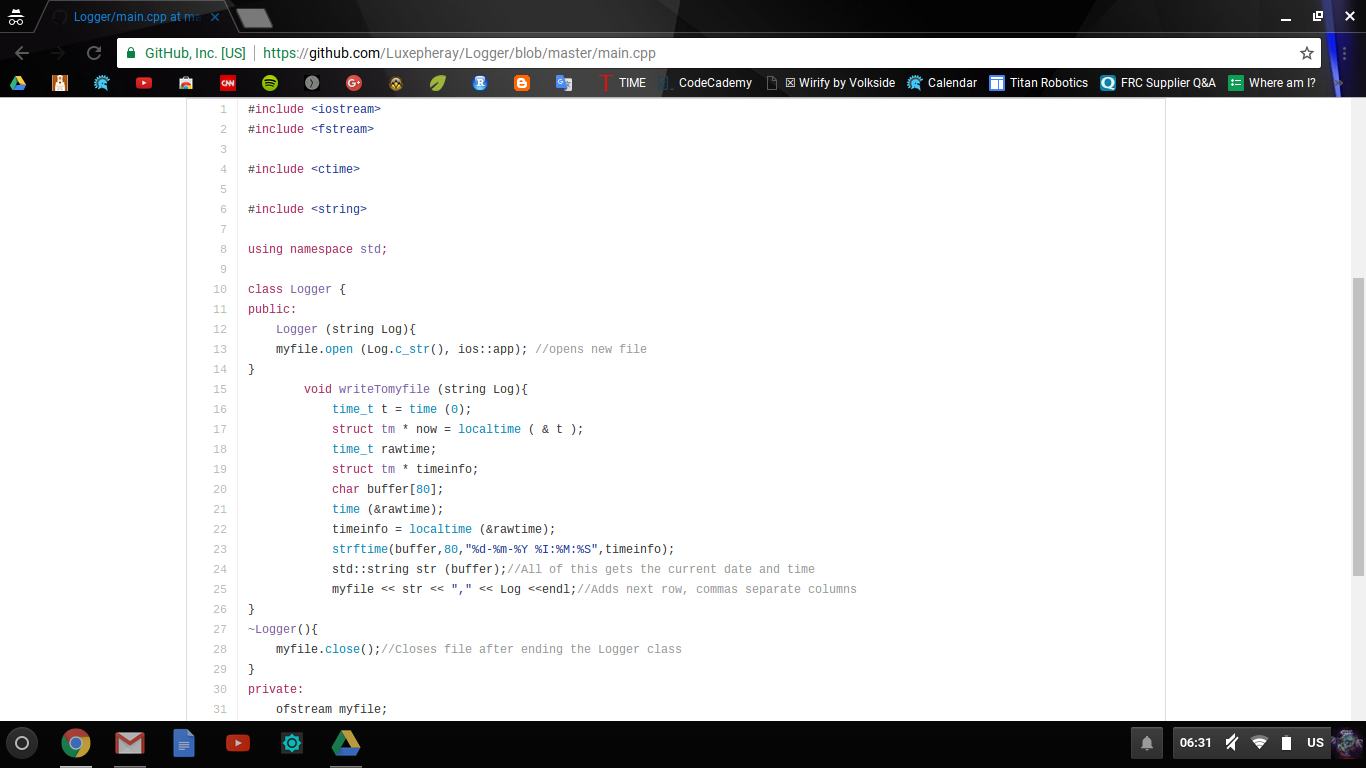 Logger/main.cpp at ma
GitHub, Inc. [US] | https://github.com/Luxepheray/Logger/blob/master/main.cpp
CNN G+ R B T TIME CodeCademy ☒ Wirify by Volkside Calendar Titan Robotics Q FRC Supplier Q&A Where am I? »
1 #include <iostream>
2 #include <fstream>
3
4 #include <ctime>
5
6 #include <string>
7
8 using namespace std;
9
10 class Logger {
11 public:
12     Logger (string Log){
13     myfile.open (Log.c_str(), ios::app); //opens new file
14 }
15         void writeTomyfile (string Log){
16             time_t t = time (0);
17             struct tm * now = localtime ( & t );
18             time_t rawtime;
19             struct tm * timeinfo;
20             char buffer[80];
21             time (&rawtime);
22             timeinfo = localtime (&rawtime);
23             strftime(buffer,80,"%d-%m-%Y %I:%M:%S",timeinfo);
24             std::string str (buffer);//All of this gets the current date and time
25             myfile << str << "," << Log <<endl;//Adds next row, commas separate columns
26 }
27 ~Logger(){
28     myfile.close();//Closes file after ending the Logger class
29 }
30 private:
31     ofstream myfile;
06:31 US